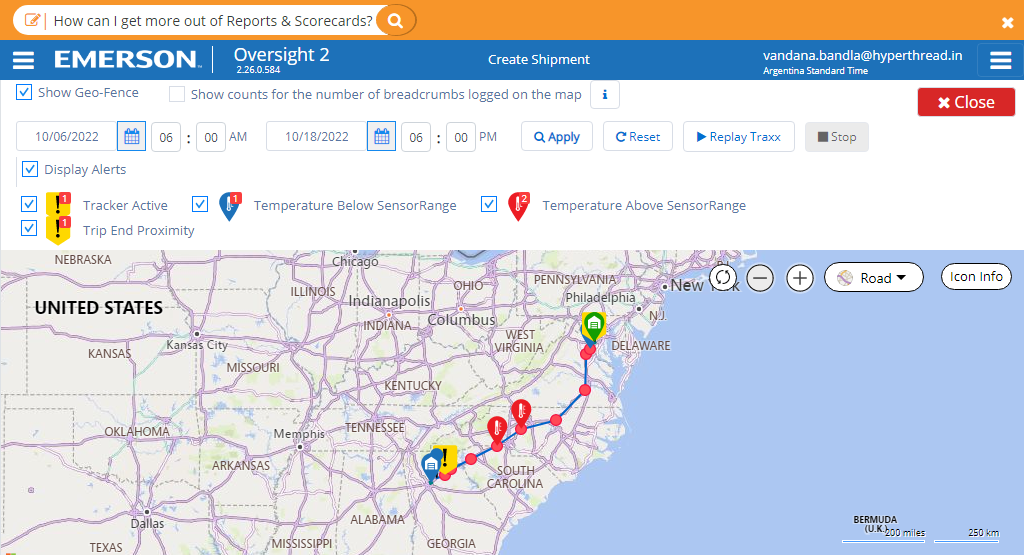 How can I get more out of Reports & Scorecards?
EMERSON
Oversight 2
2.26.0.584
Create Shipment
vandana.bandla@hyperthread.in
Argentina Standard Time
Show Geo-Fence
Show counts for the number of breadcrumbs logged on the map
i
Close
10/06/2022
06 : 00 AM
10/18/2022
06 : 00 PM
Apply
Reset
Replay Traxx
Stop
Display Alerts
1
Tracker Active
1
Temperature Below SensorRange
2
Temperature Above SensorRange
1
Trip End Proximity
NEBRASKA
Chicago
ILLINOIS
Indianapolis
OHIO
PENNSYLVANIA
Philadelphia
New York
Road
Icon Info
UNITED STATES
INDIANA
Columbus
N.J.
KANSAS
Kansas City
WEST
VIRGINIA
DELAWARE
MISSOURI
KENTUCKY
OKLAHOMA
Memphis
TENNESSEE
ARKANSAS
SOUTH
CAROLINA
Dallas
ALABAMA
BERMUDA
(U.K.)
200 miles
250 km
TEXAS
MISSISSIPPI
GEORGIA